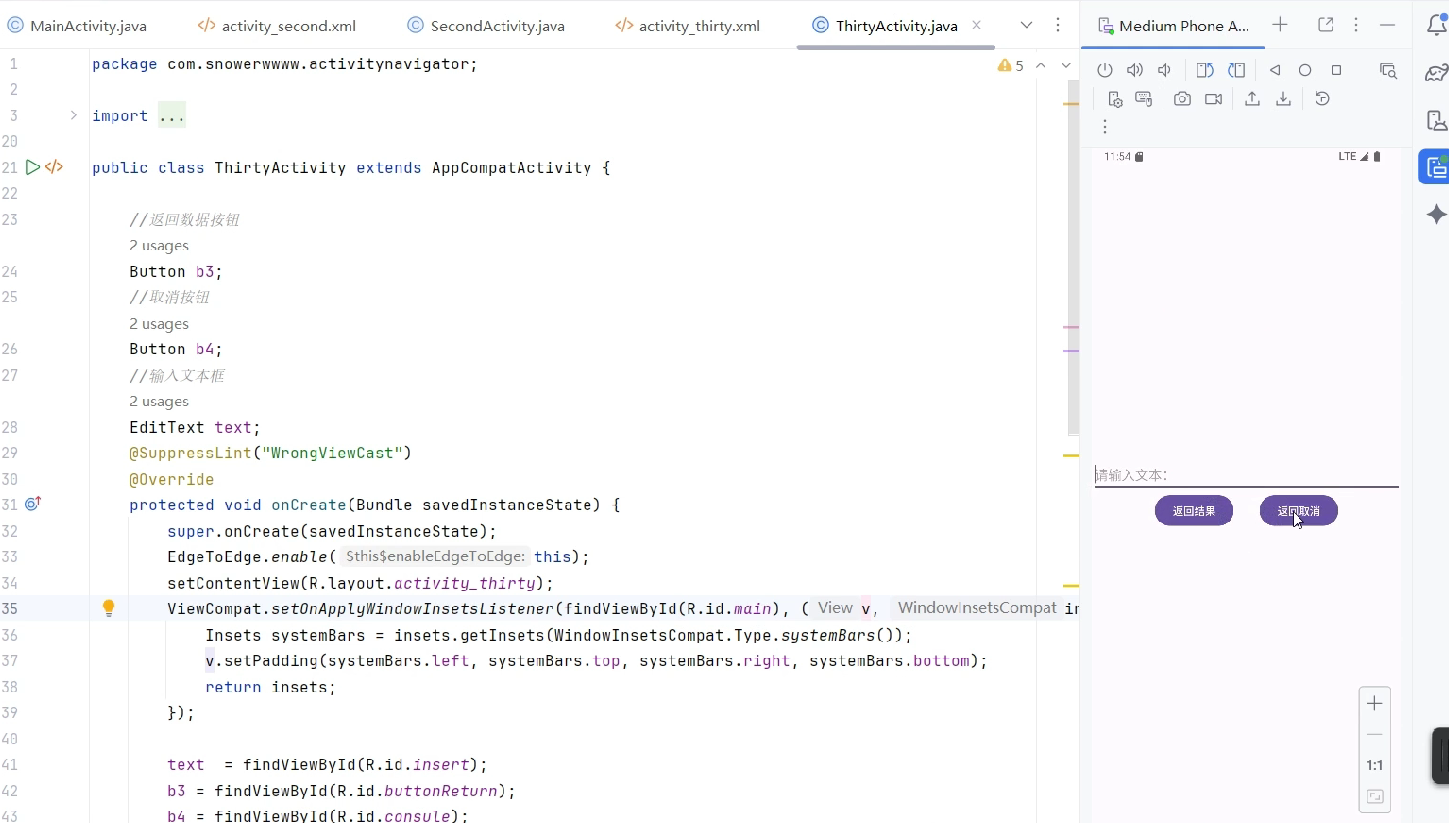 MainActivity.java
activity_second.xml
SecondActivity.java
activity_thirty.xml
ThirtyActivity.java
Medium Phone A...
5
1 package com.snowerwwww.activitynavigator;
2
3 import ...
20
21 public class ThirtyActivity extends AppCompatActivity {
22
23 //返回数据按钮
2 usages
24 Button b3;
25 //取消按钮
2 usages
26 Button b4;
27 //输入文本框
2 usages
28 EditText text;
29 @SuppressLint("WrongViewCast")
30 @Override
31 protected void onCreate(Bundle savedInstanceState) {
32 super.onCreate(savedInstanceState);
33 EdgeToEdge.enable( $this$enableEdgeToEdge: this);
34 setContentView(R.layout.activity_thirty);
35 ViewCompat.setOnApplyWindowInsetsListener(findViewById(R.id.main), ( View v, WindowInsetsCompat in
36 Insets systemBars = insets.getInsets(WindowInsetsCompat.Type.systemBars());
37 v.setPadding(systemBars.left, systemBars.top, systemBars.right, systemBars.bottom);
38 return insets;
39 });
40
41 text = findViewById(R.id.insert);
42 b3 = findViewById(R.id.buttonReturn);
43 b4 = findViewById(R.id.consule);
11:54
LTE
请输入文本:
返回结果
返回取消
1:1